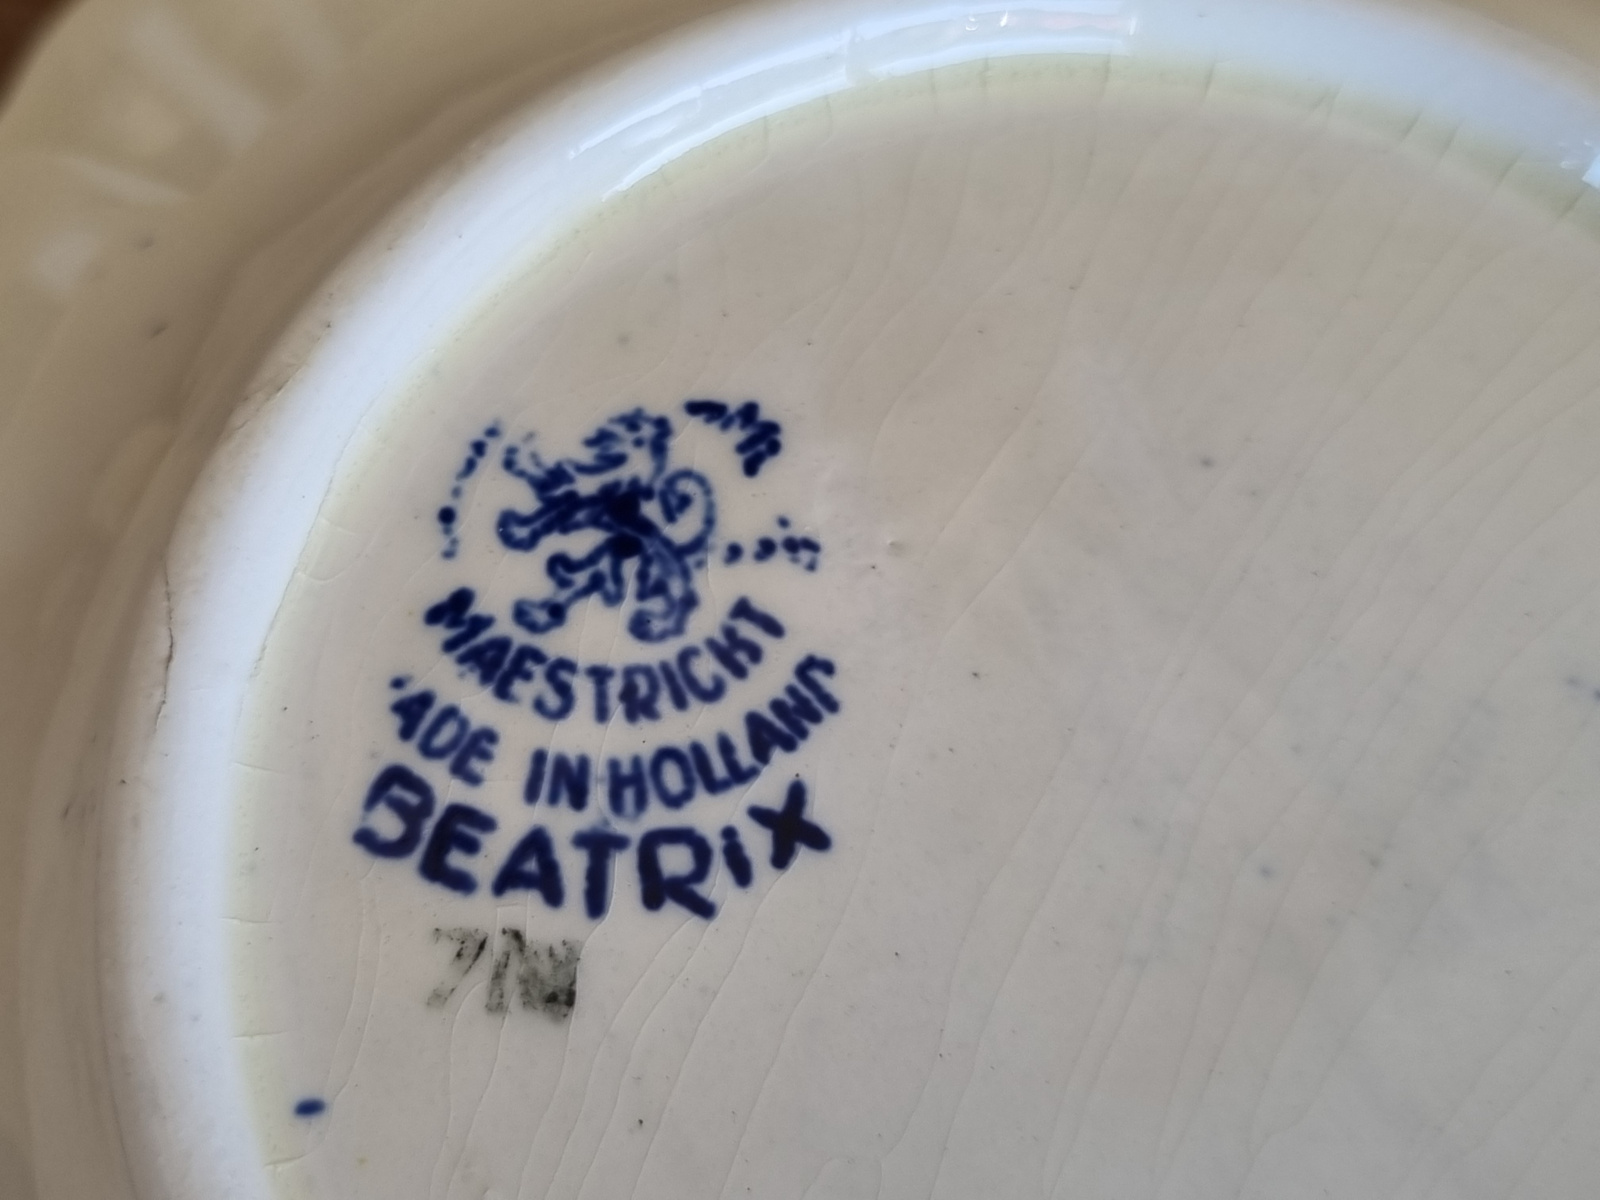 MAESTRICHT
ADE IN HOLLAND
BEATRiX